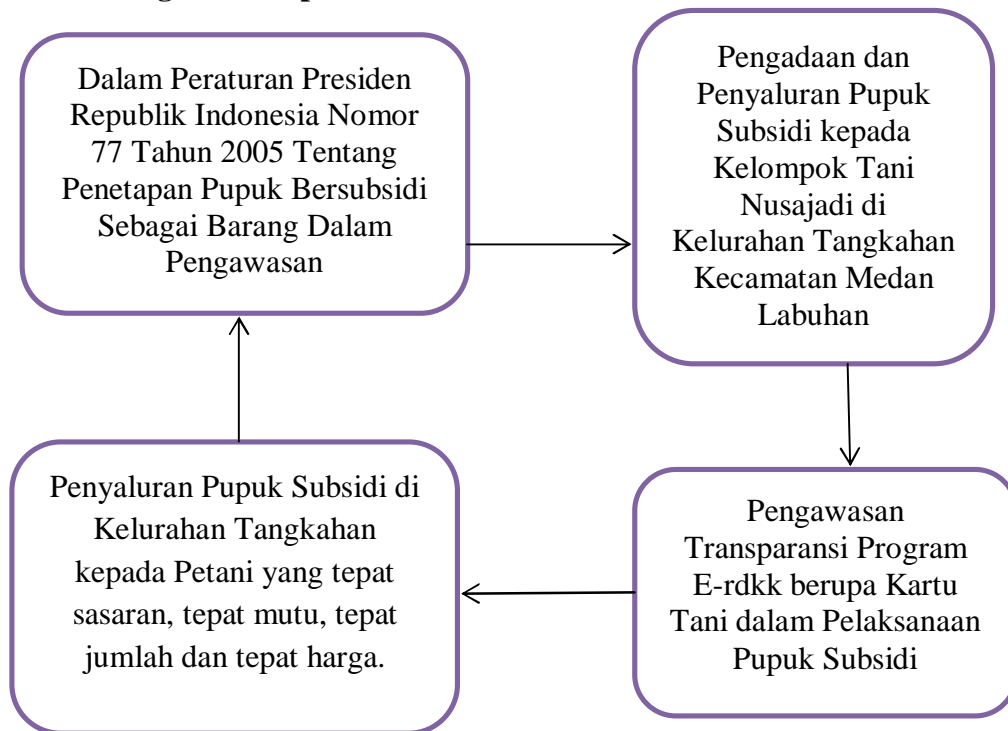 Dalam Peraturan Presiden
Republik Indonesia Nomor
77 Tahun 2005 Tentang
Penetapan Pupuk Bersubsidi
Sebagai Barang Dalam
Pengawasan
Pengadaan dan
Penyaluran Pupuk
Subsidi kepada
Kelompok Tani
Nusajadi di
Kelurahan Tangkahan
Kecamatan Medan
Labuhan
Pengawasan
Transparansi Program
E-rdkk berupa Kartu
Tani dalam Pelaksanaan
Pupuk Subsidi
Penyaluran Pupuk Subsidi di
Kelurahan Tangkahan
kepada Petani yang tepat
sasaran, tepat mutu, tepat
jumlah dan tepat harga.